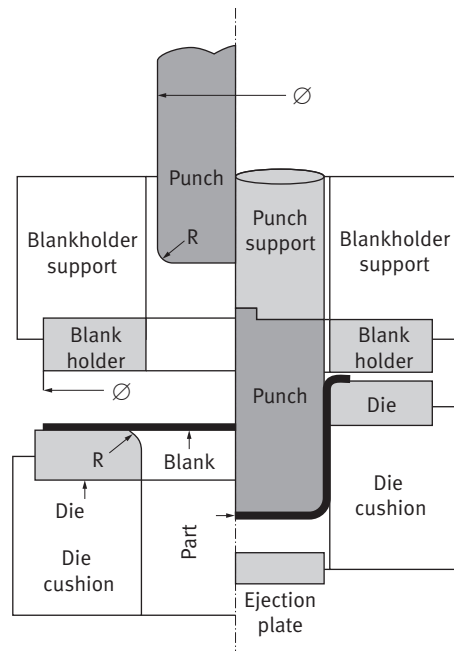 ∅
Punch
R
Blankholder
support
Punch
support
Blankholder
support
Blank
holder
Blank
holder
∅
Punch
Die
R
Blank
Die
Part
Die
cushion
Die
cushion
Ejection
plate